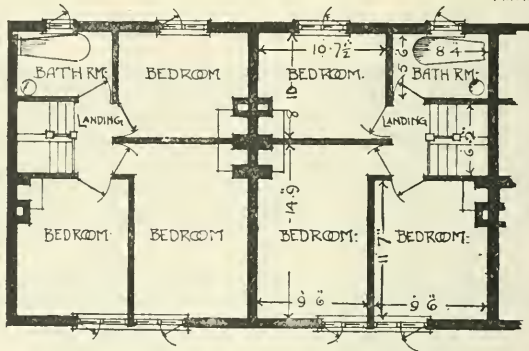 10·7½"
5·6"
8·4"
BATH RM:
BEDROOM
BEDROOM
BATH RM:
10
8
LANDING
LANDING
6·2"
14·9"
BEDROOM:
BEDROOM
BEDROOM:
BEDROOM:
11·7"
9·6"
9·6"